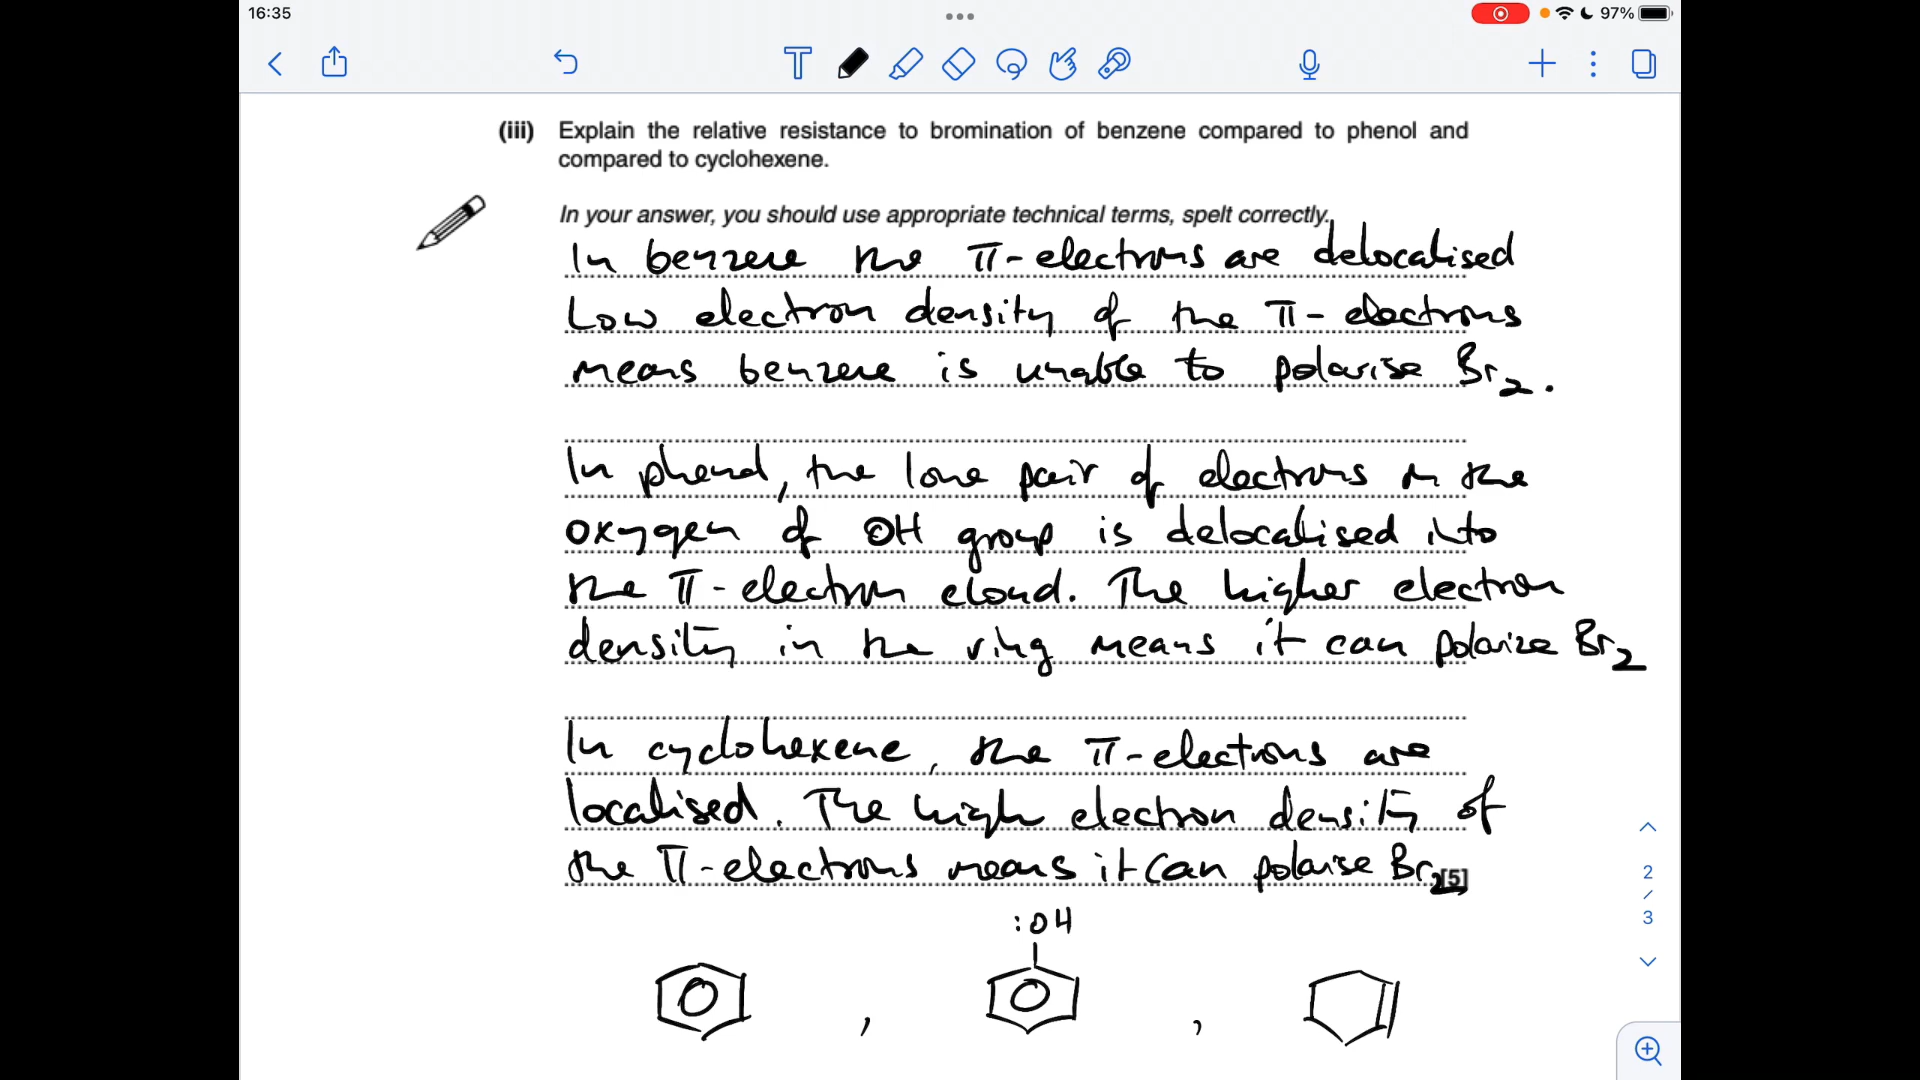 16:35
97%
(iii) Explain the relative resistance to bromination of benzene compared to phenol and
compared to cyclohexene.
In your answer, you should use appropriate technical terms, spelt correctly.
In benzene the π-electrons are delocalised
Low electron density of the π-electrons
means benzene is unable to polarise Br2.
In phenol, the lone pair of electrons on the
oxygen of OH group is delocalised into
the π-electron cloud. The higher electron
density in the ring means it can polarize Br2
In cyclohexene, the π-electrons are
localised. The high electron density of
the π-electrons means it can polarise Br2 [5]
:OH
, ,
2
/
3